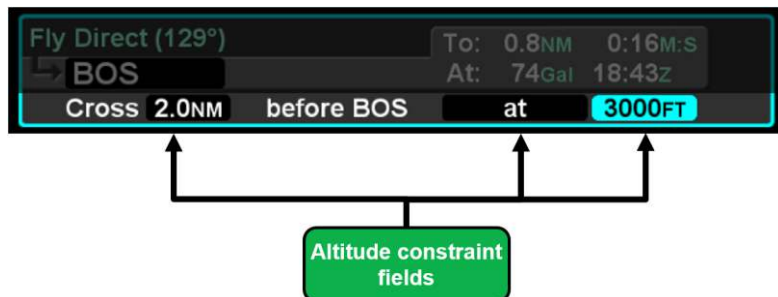 Fly Direct (129°)
To: 0.8NM 0:16M:S
BOS
At: 74Gal 18:43Z
Cross 2.0NM before BOS at 3000FT
Altitude constraint
fields